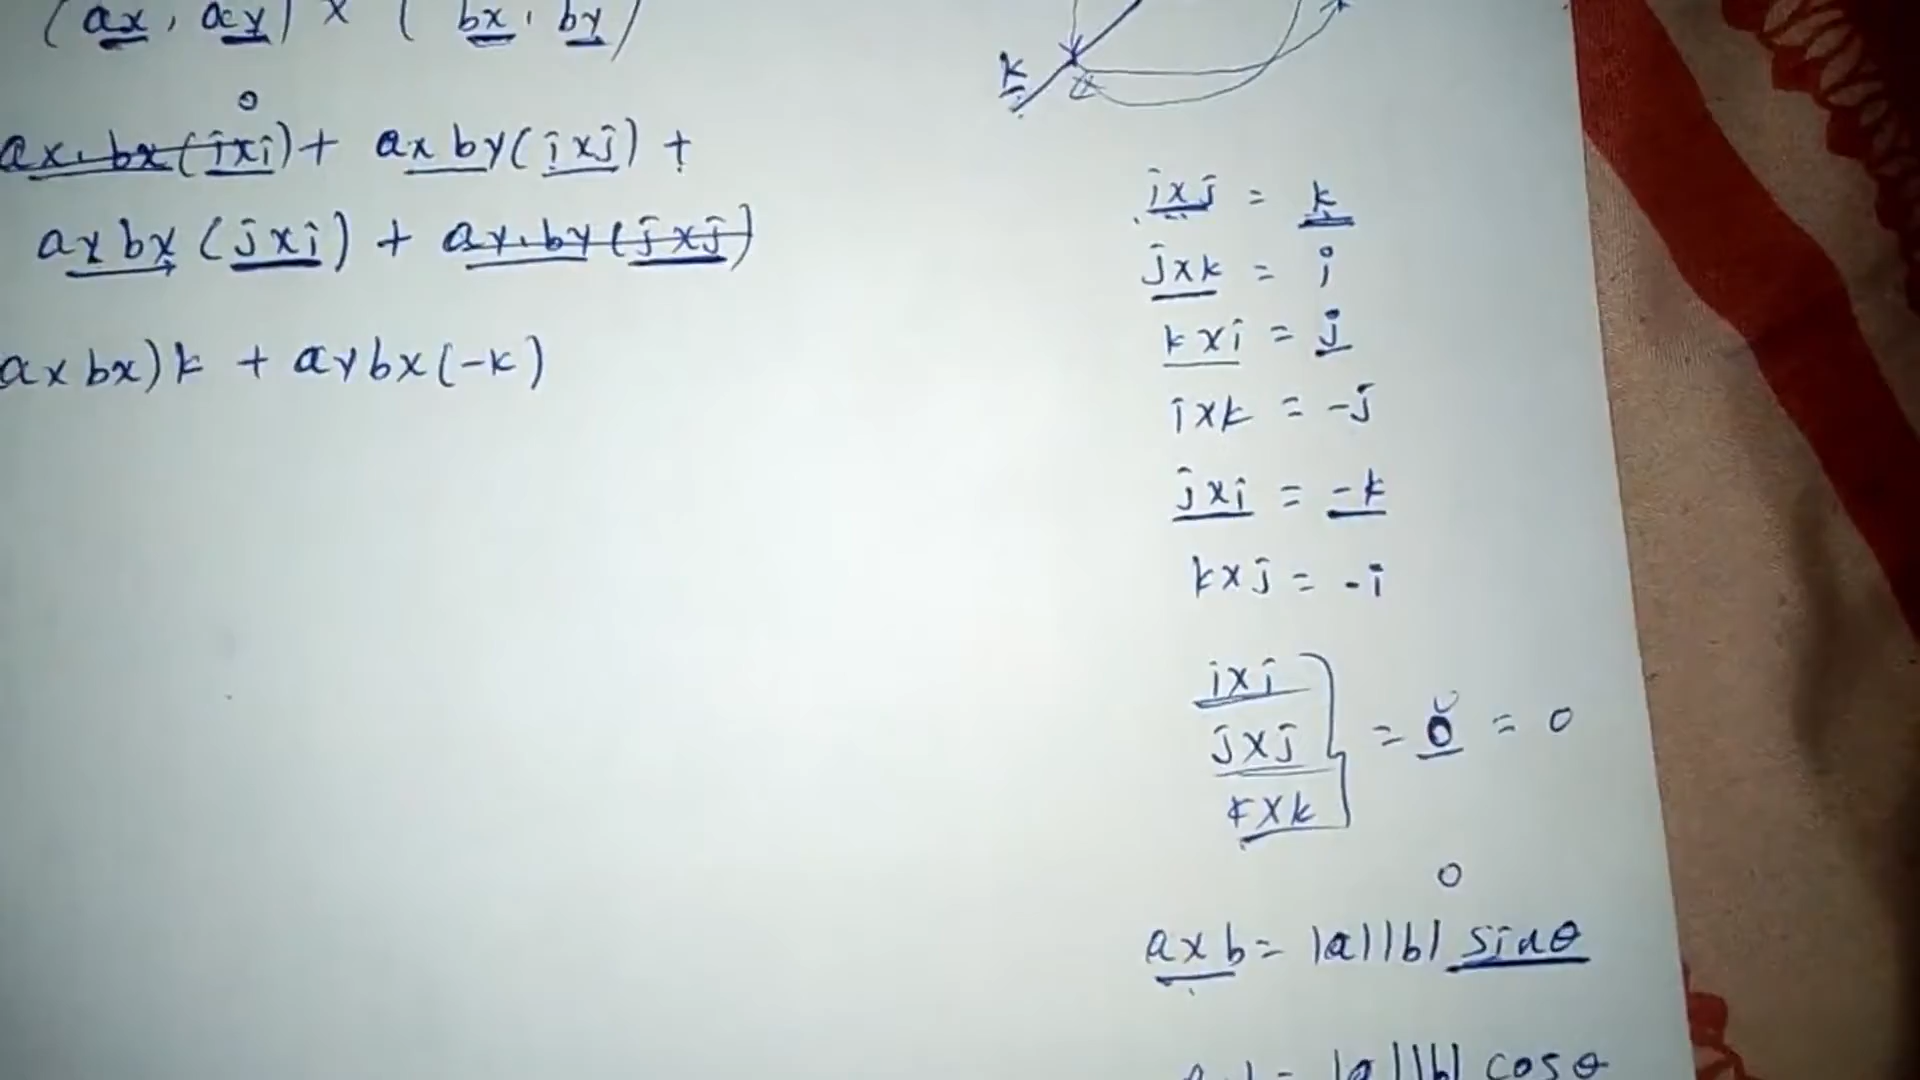 (ax, ay) × (bx, by)
0
ax.bx(i×i)+ ax by(i×j) +
ay bx (j×i) + ay.by (j×j)
ax bx)k + ay bx(-k)
k
i×j = k
j×k = i
k×i = j
i×k = -j
j×i = -k
k×j = -i
i×i
j×j = 0 = 0
k×k
0
a×b = |a||b| sinθ
= |a||b| cosθ